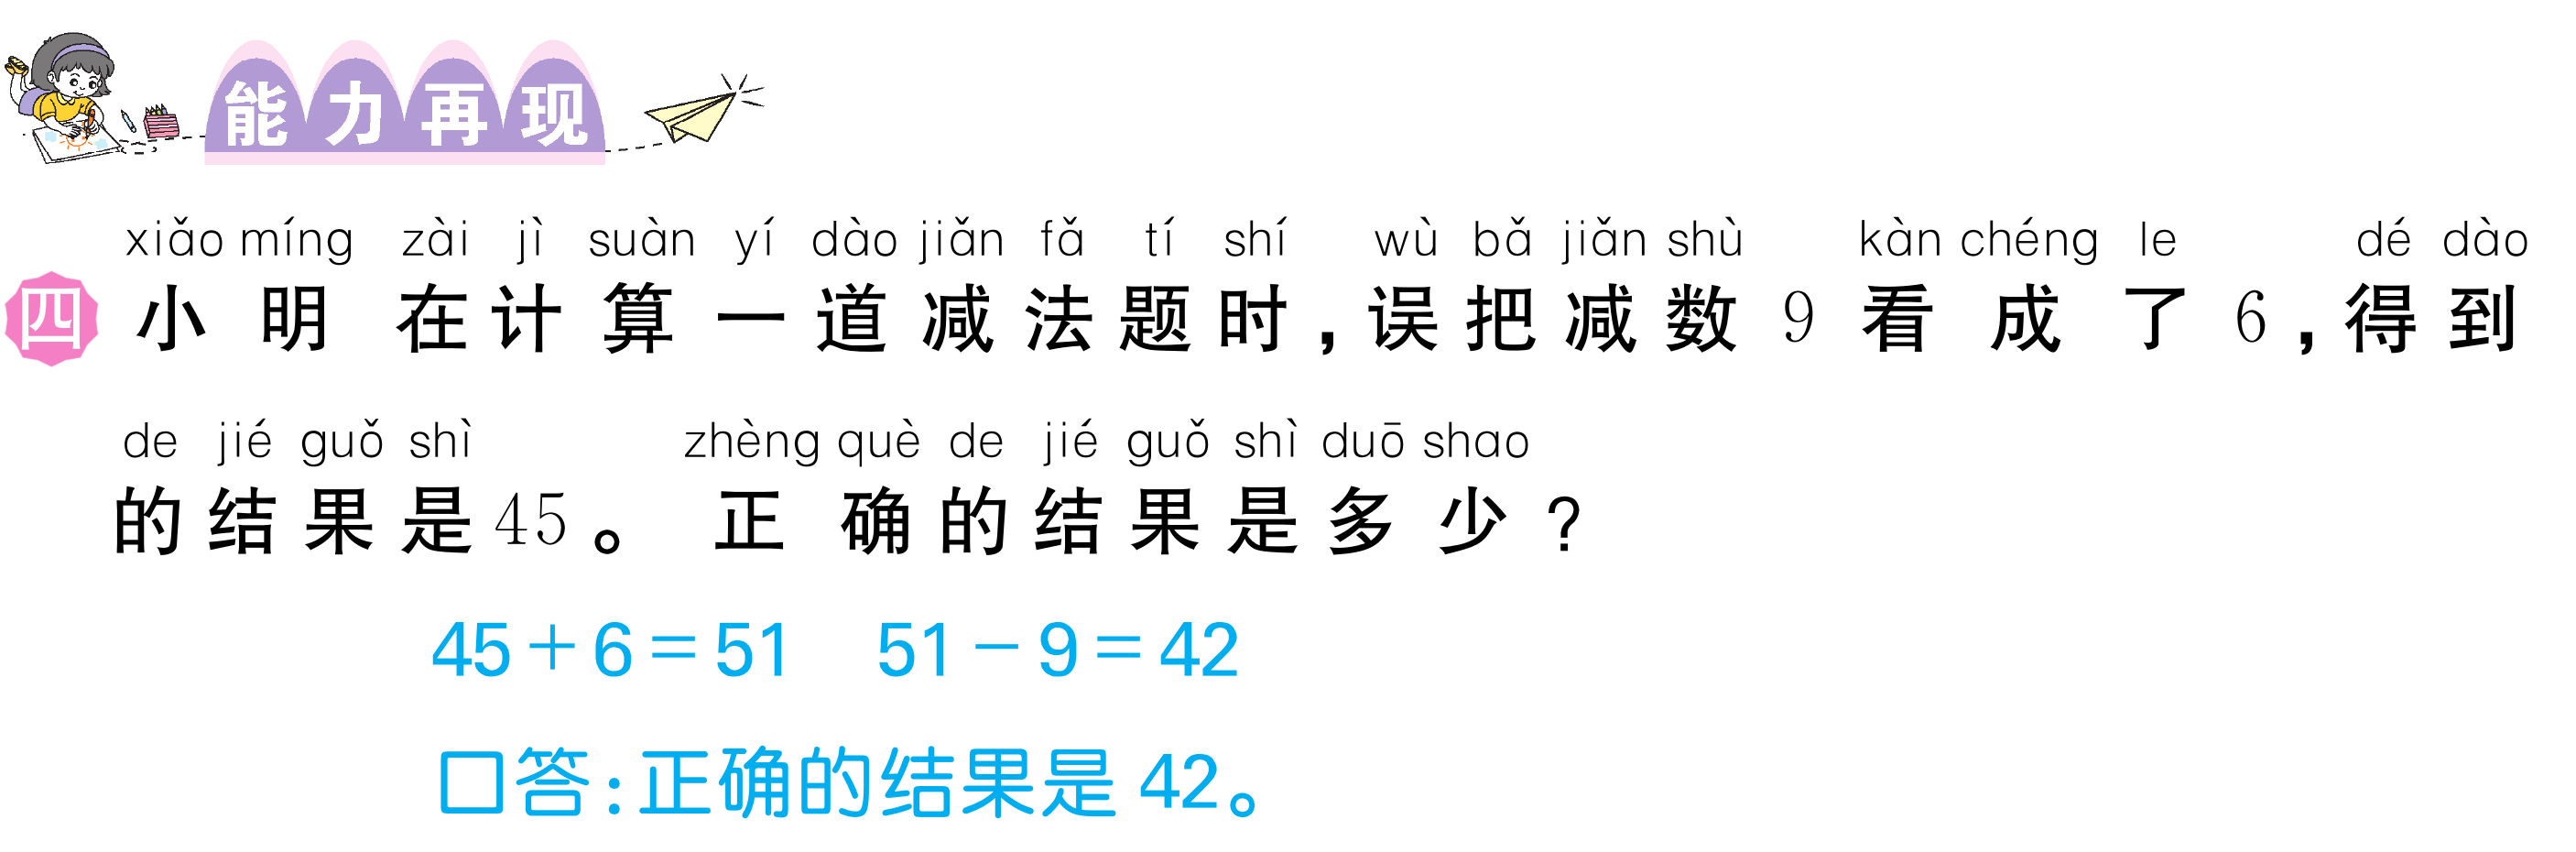 能力再现
xiǎo míng zài jì suàn yí dào jiǎn fǎ tí shí wù bǎ jiǎn shù kàn chéng le dé dào
四 小明在计算一道减法题时,误把减数9看成了6,得到
de jié guǒ shì zhèng què de jié guǒ shì duō shao
的结果是45。正确的结果是多少?
45+6=51 51-9=42
口答:正确的结果是42。